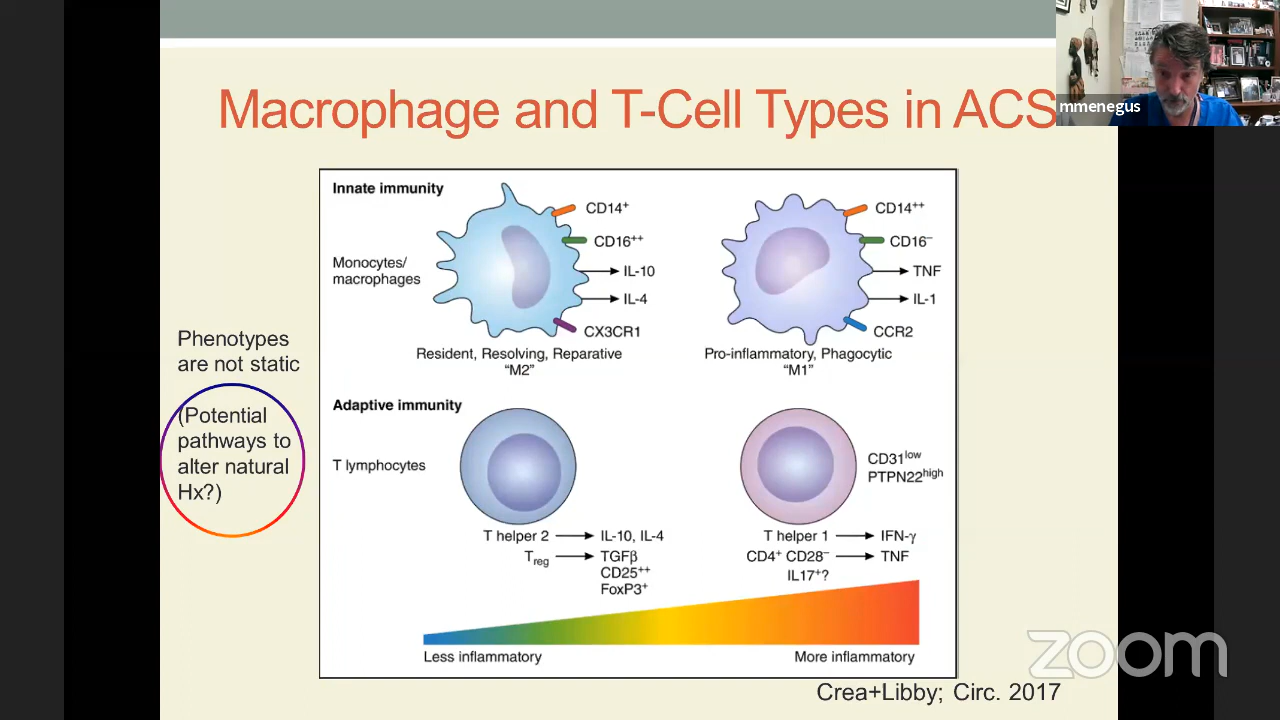 Macrophage and T-Cell Types in ACS
mmenegus
Innate immunity
Monocytes/
macrophages
CD14⁺
CD16⁺⁺
IL-10
IL-4
CX3CR1
Resident, Resolving, Reparative
“M2”
CD14⁺⁺
CD16⁻
TNF
IL-1
CCR2
Pro-inflammatory, Phagocytic
“M1”
Phenotypes
are not static
(Potential
pathways to
alter natural
Hx?)
Adaptive immunity
T lymphocytes
T helper 2 → IL-10, IL-4
Treg → TGFβ
CD25⁺⁺
FoxP3⁺
CD31low
PTPN22high
T helper 1 → IFN-γ
CD4⁺ CD28⁻ → TNF
IL17⁺?
Less inflammatory
More inflammatory
zoom
Crea+Libby; Circ. 2017